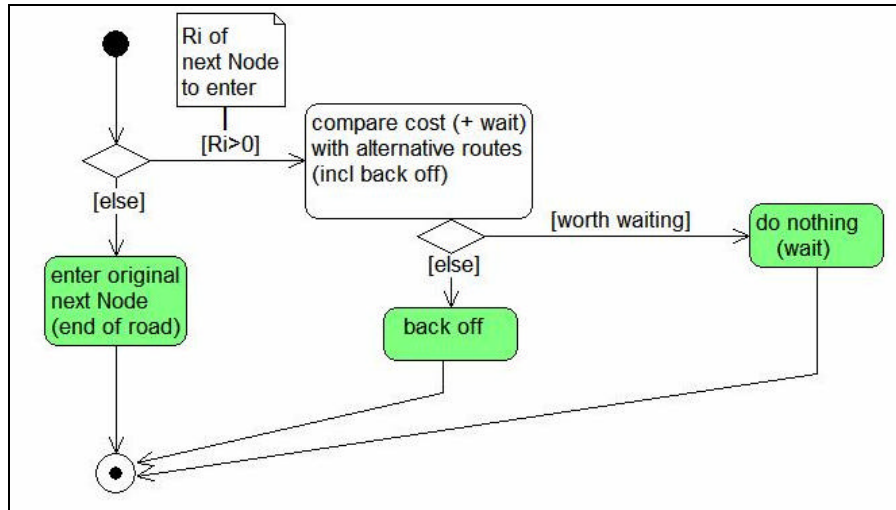 Ri of
next Node
to enter
[Ri>0]
compare cost (+ wait)
with alternative routes
(incl back off)
[else]
[worth waiting]
do nothing
(wait)
[else]
enter original
next Node
(end of road)
back off